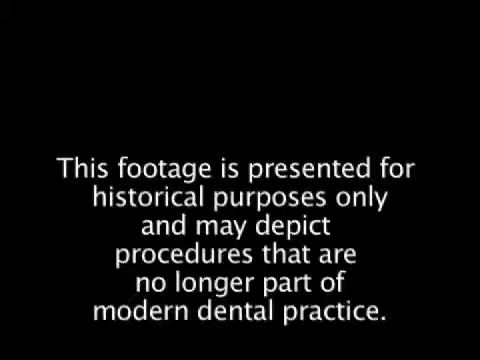 This footage is presented for
historical purposes only
and may depict
procedures that are
no longer part of
modern dental practice.